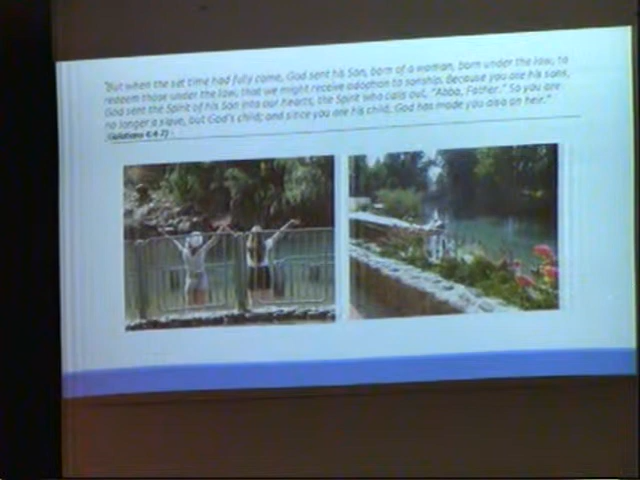 "But when the set time had fully come, God sent his Son, born of a woman, born under the law, to
redeem those under the law, that we might receive adoption to sonship. Because you are his sons,
God sent the Spirit of his Son into our hearts, the Spirit who calls out, "Abba, Father." So you are
no longer a slave, but God's child; and since you are his child, God has made you also an heir."
(Galatians 4:4-7)